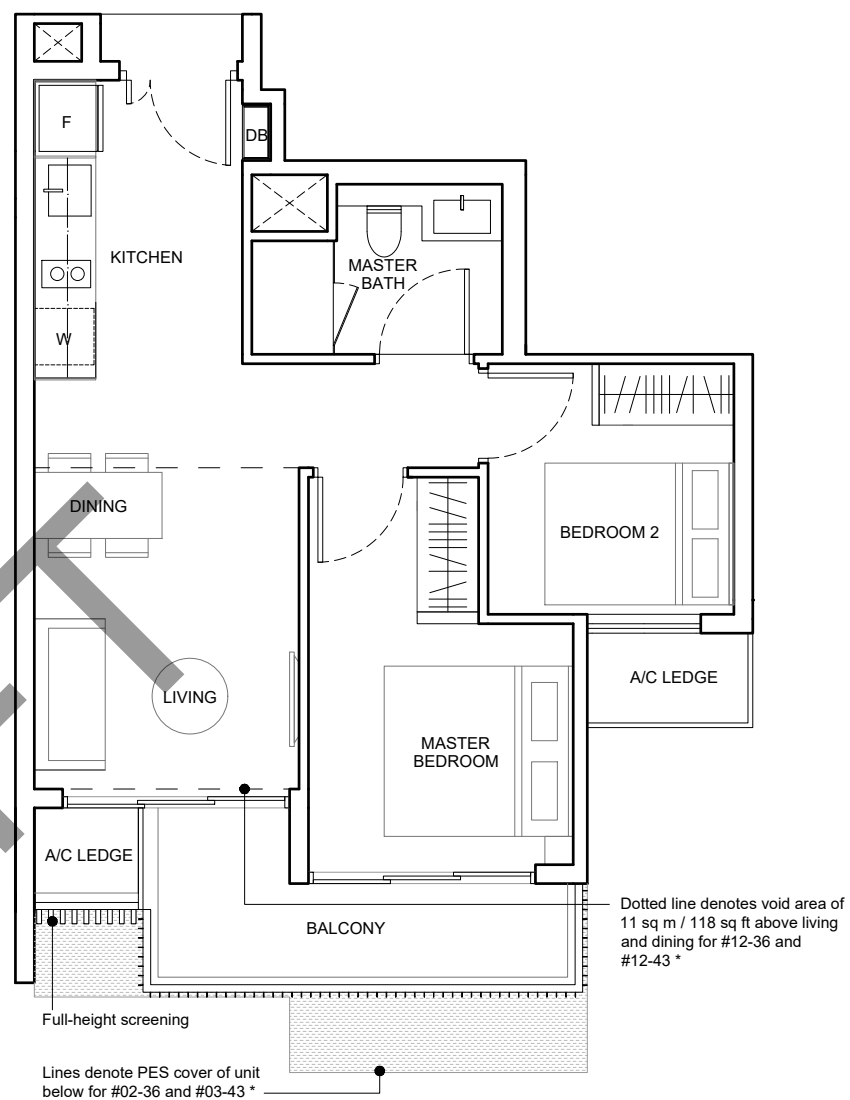 F
DB
KITCHEN
MASTER
BATH
W
DINING
BEDROOM 2
LIVING
A/C LEDGE
MASTER
BEDROOM
A/C LEDGE
BALCONY
Dotted line denotes void area of
11 sq m / 118 sq ft above living
and dining for #12-36 and
#12-43 *
Full-height screening
Lines denote PES cover of unit
below for #02-36 and #03-43 *